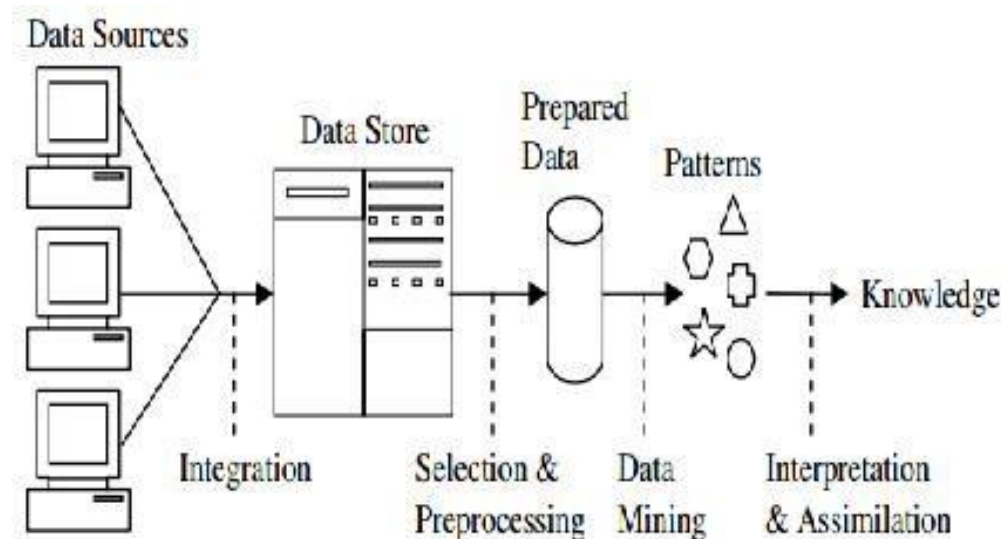 Data Sources
Data Store
Prepared
Data
Patterns
Knowledge
Integration
Selection &
Preprocessing
Data
Mining
Interpretation
& Assimilation